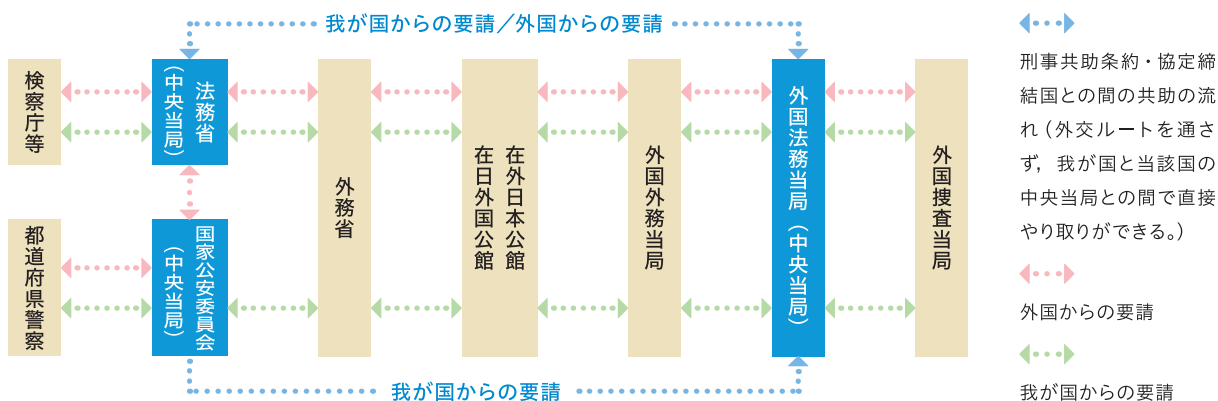 我が国からの要請／外国からの要請
検察庁等
法務省
（中央当局）
都道府県警察
国家公安委員会
（中央当局）
外務省
在外日本公館
在日外国公館
外国外務当局
外国法務当局（中央当局）
外国捜査当局
我が国からの要請
刑事共助条約・協定締
結国との間の共助の流
れ（外交ルートを通さ
ず，我が国と当該国の
中央当局との間で直接
やり取りができる。）
外国からの要請
我が国からの要請